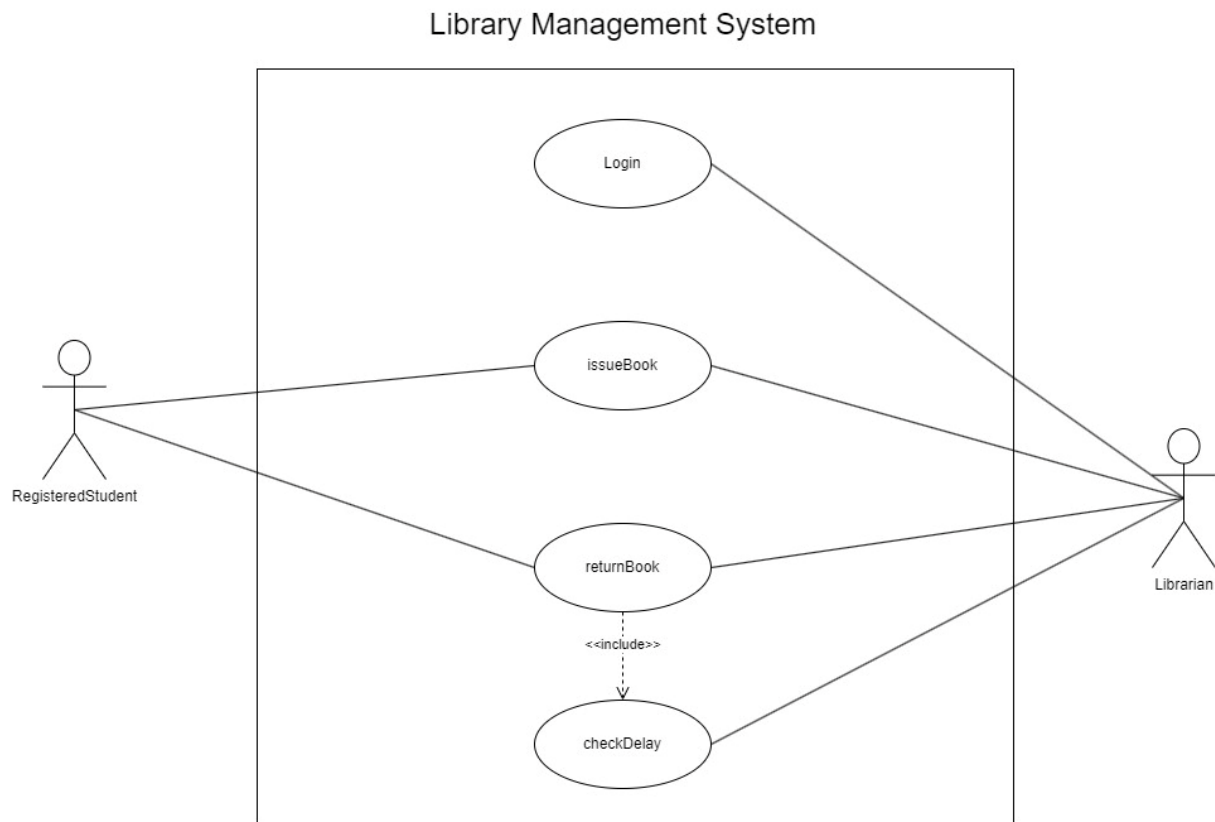 Library Management System
Login
issueBook
RegisteredStudent
returnBook
Librarian
<<include>>
checkDelay